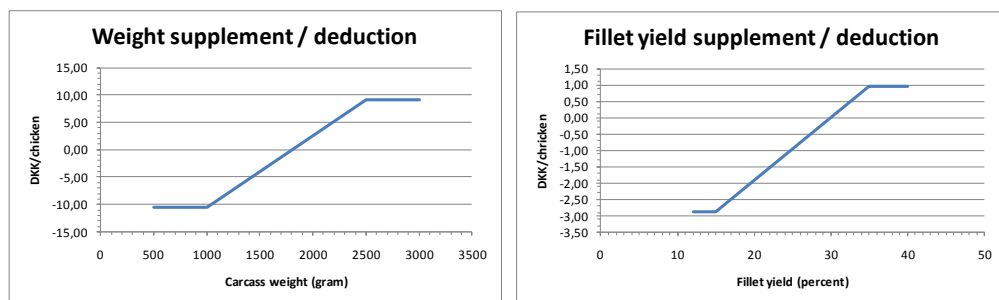 Weight supplement / deduction
15,00
10,00
5,00
0,00
-5,00
-10,00
-15,00
DKK/chicken
0 500 1000 1500 2000 2500 3000 3500
Carcass weight (gram)
Fillet yield supplement / deduction
1,50
1,00
0,50
0,00
-0,50
-1,00
-1,50
-2,00
-2,50
-3,00
-3,50
DKK/chricken
0 10 20 30 40 50
Fillet yield (percent)